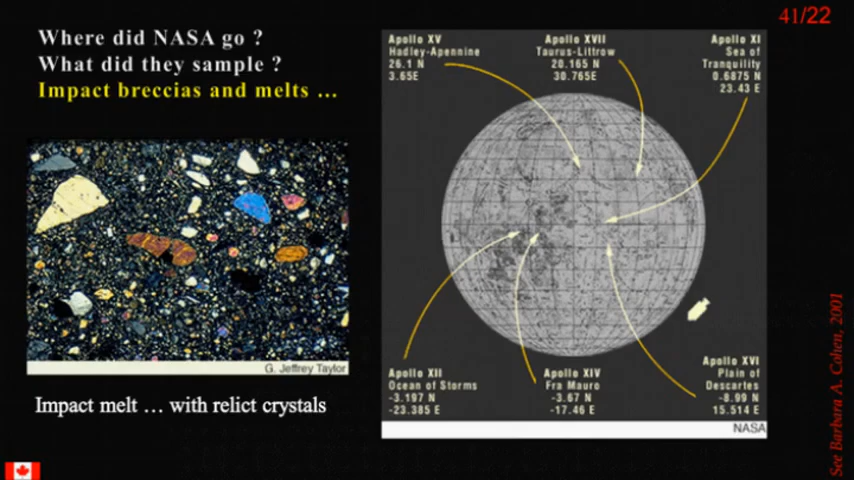 41/22
Where did NASA go ?
What did they sample ?
Impact breccias and melts …
Apollo XV
Hadley-Apennine
26.1 N
3.65E
Apollo XVII
Taurus-Littrow
20.165 N
30.765E
Apollo XI
Sea of
Tranquility
0.6875 N
23.43 E
G. Jeffrey Taylor
Impact melt … with relict crystals
Apollo XII
Ocean of Storms
-3.197 N
-23.385 E
Apollo XIV
Fra Mauro
-3.67 N
-17.46 E
Apollo XVI
Plain of
Descartes
-8.99 N
15.514 E
NASA
See Barbara A. Cohen, 2001